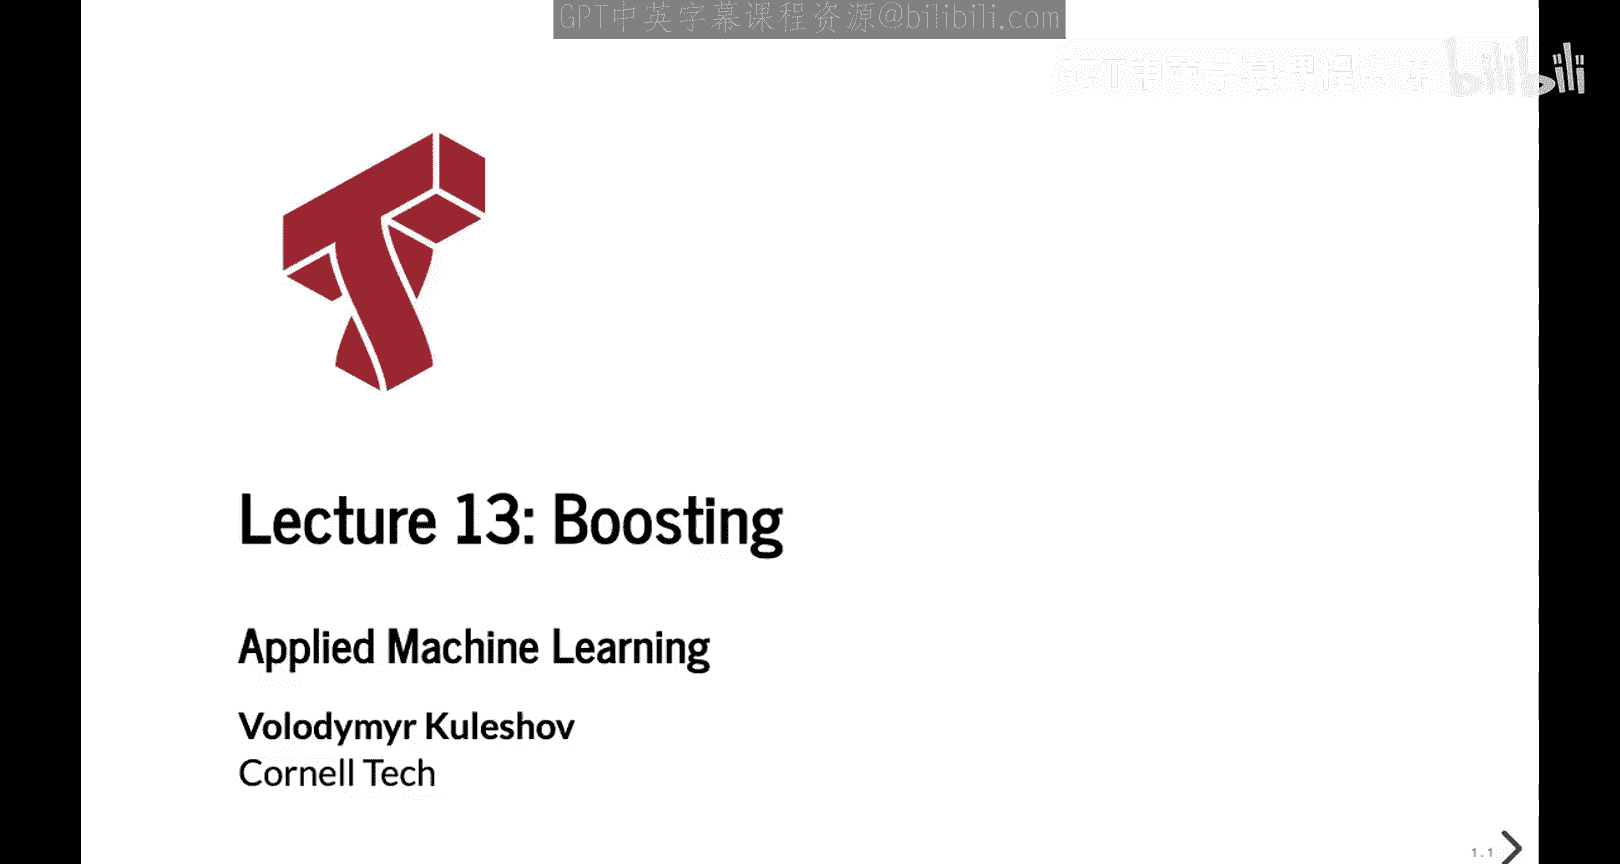 GPT中英字幕课程资源@bilibili.com
bilibili
Lecture 13: Boosting
Applied Machine Learning
Volodymyr Kuleshov
Cornell Tech
1.1